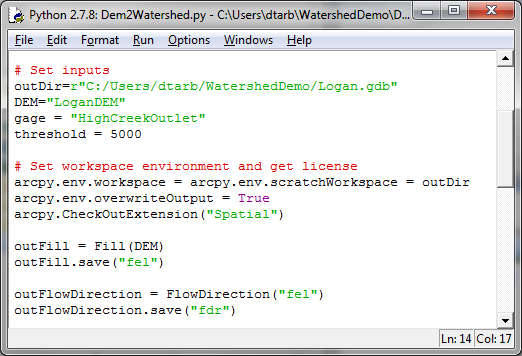 Python 2.7.8: Dem2Watershed.py - C:\Users\dtarb\WatershedDemo\D...
File Edit Format Run Options Windows Help
# Set inputs
outDir=r"C:/Users/dtarb/WatershedDemo/Logan.gdb"
DEM="LoganDEM"
gage = "HighCreekOutlet"
threshold = 5000
# Set workspace environment and get license
arcpy.env.workspace = arcpy.env.scratchWorkspace = outDir
arcpy.env.overwriteOutput = True
arcpy.CheckOutExtension("Spatial")
outFill = Fill(DEM)
outFill.save("fel")
outFlowDirection = FlowDirection("fel")
outFlowDirection.save("fdr")
Ln: 14 Col: 17